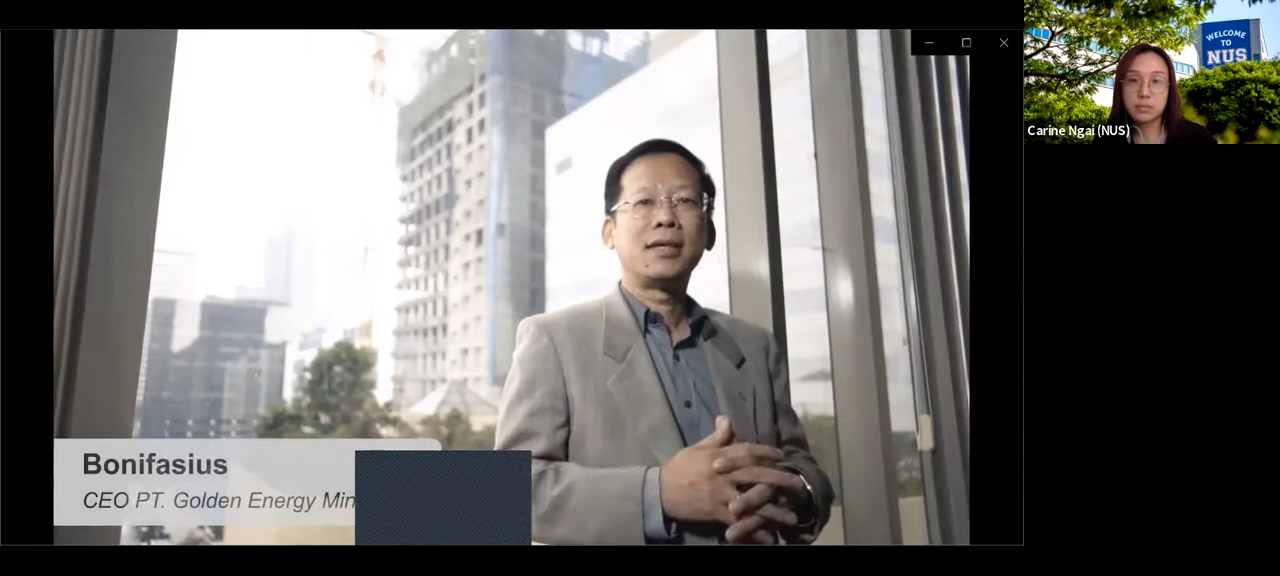 Bonifasius
CEO PT. Golden Energy Min
WELCOME
TO
NUS
Carine Ngai (NUS)